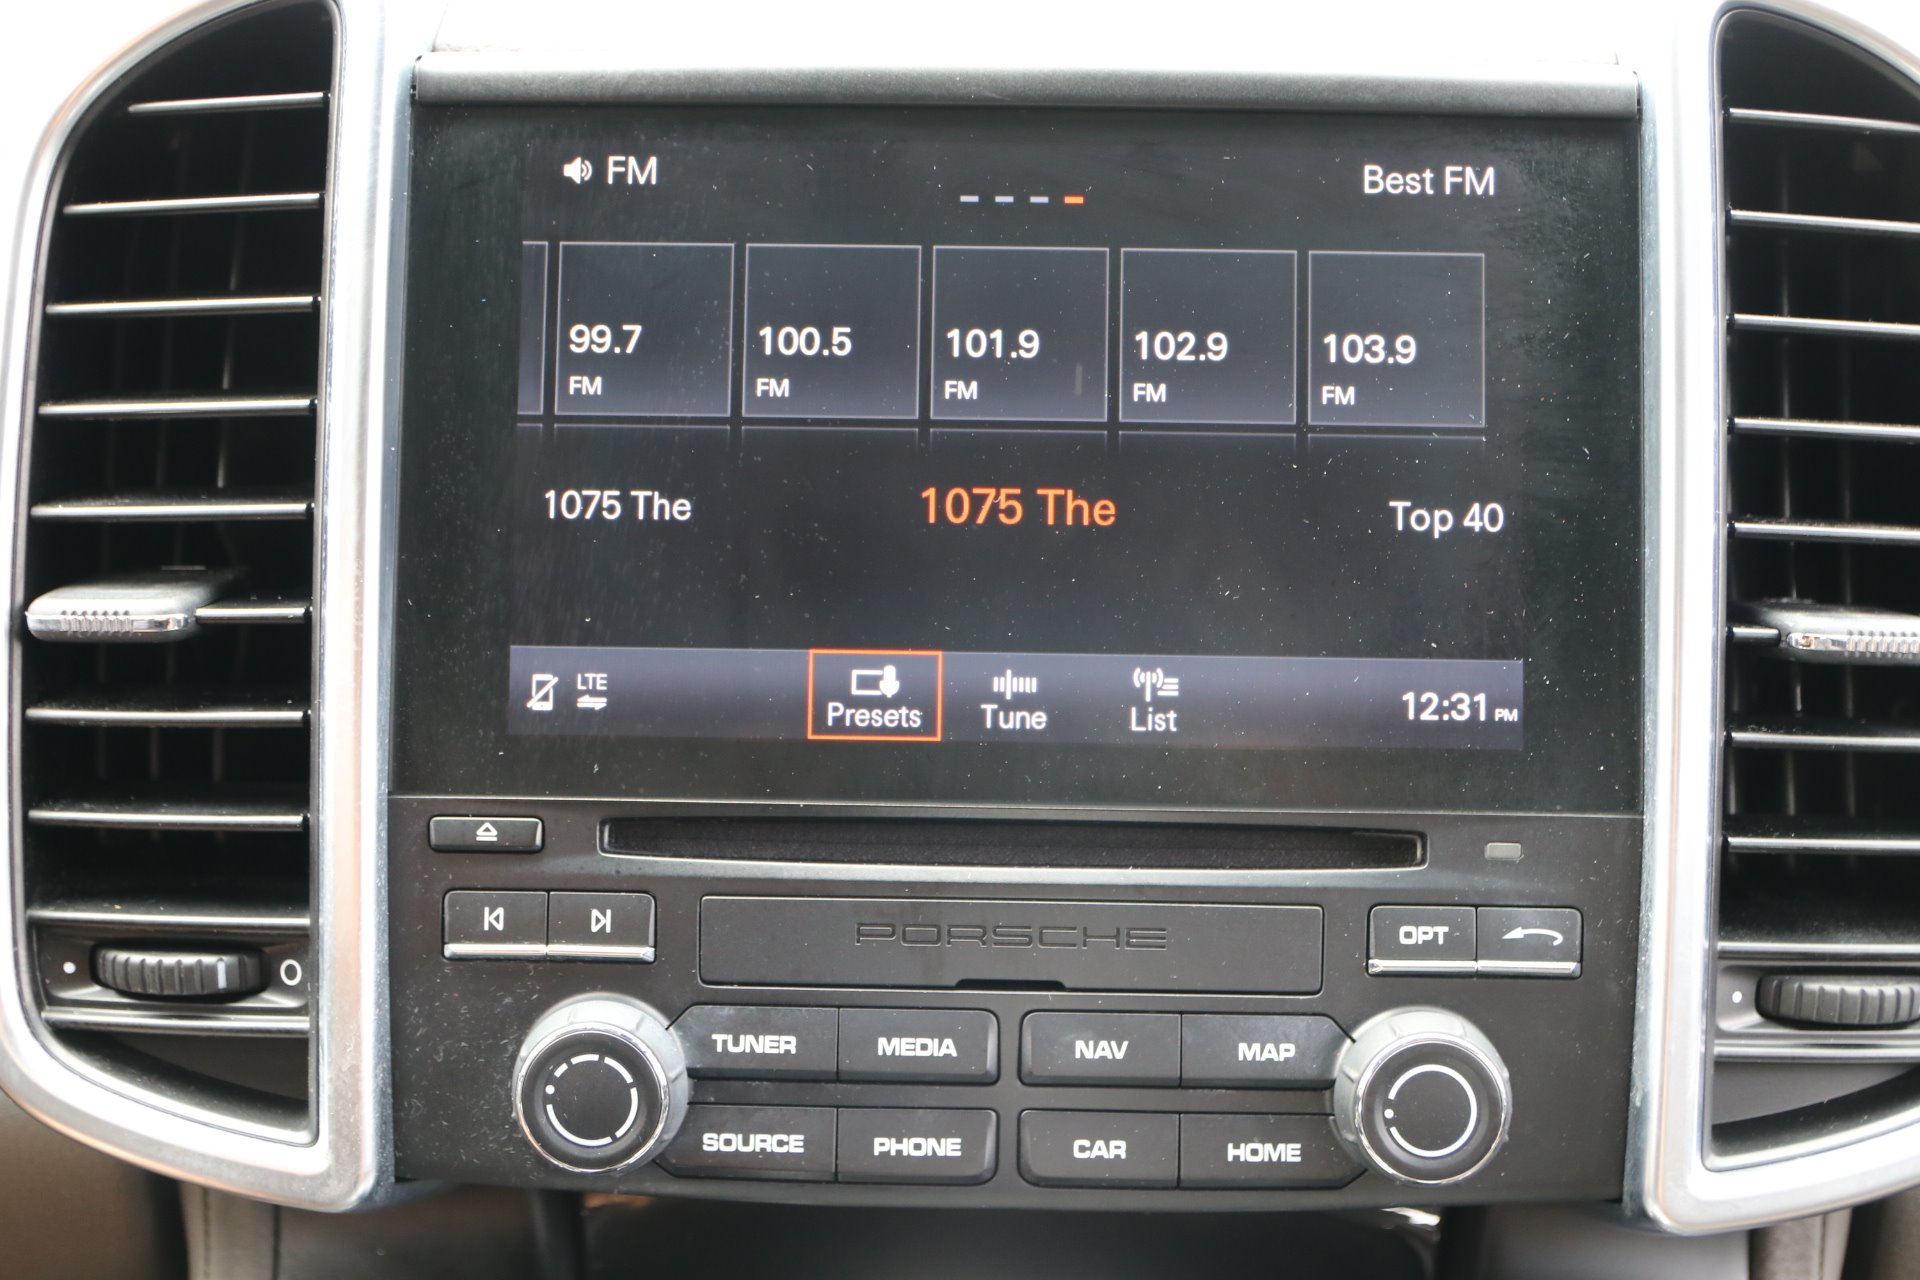 FM
Best FM
99.7 100.5 101.9 102.9 103.9
FM FM FM FM FM
1075 The 1075 The Top 40
LTE
Presets Tune List 12:31 PM
PORSCHE
OPT
TUNER MEDIA NAV MAP
SOURCE PHONE CAR HOME